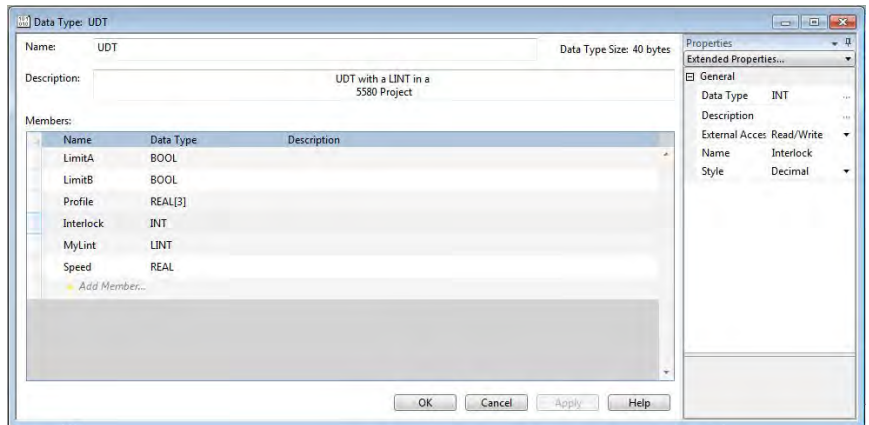 Data Type: UDT
Name: UDT Data Type Size: 40 bytes
Description: UDT with a LINT in a
5580 Project
Members:
Name Data Type Description
LimitA BOOL
LimitB BOOL
Profile REAL[3]
Interlock INT
MyLint LINT
Speed REAL
Add Member...
OK Cancel Apply Help
Properties
Extended Properties...
General
Data Type INT ...
Description ...
External Acces Read/Write
Name Interlock
Style Decimal